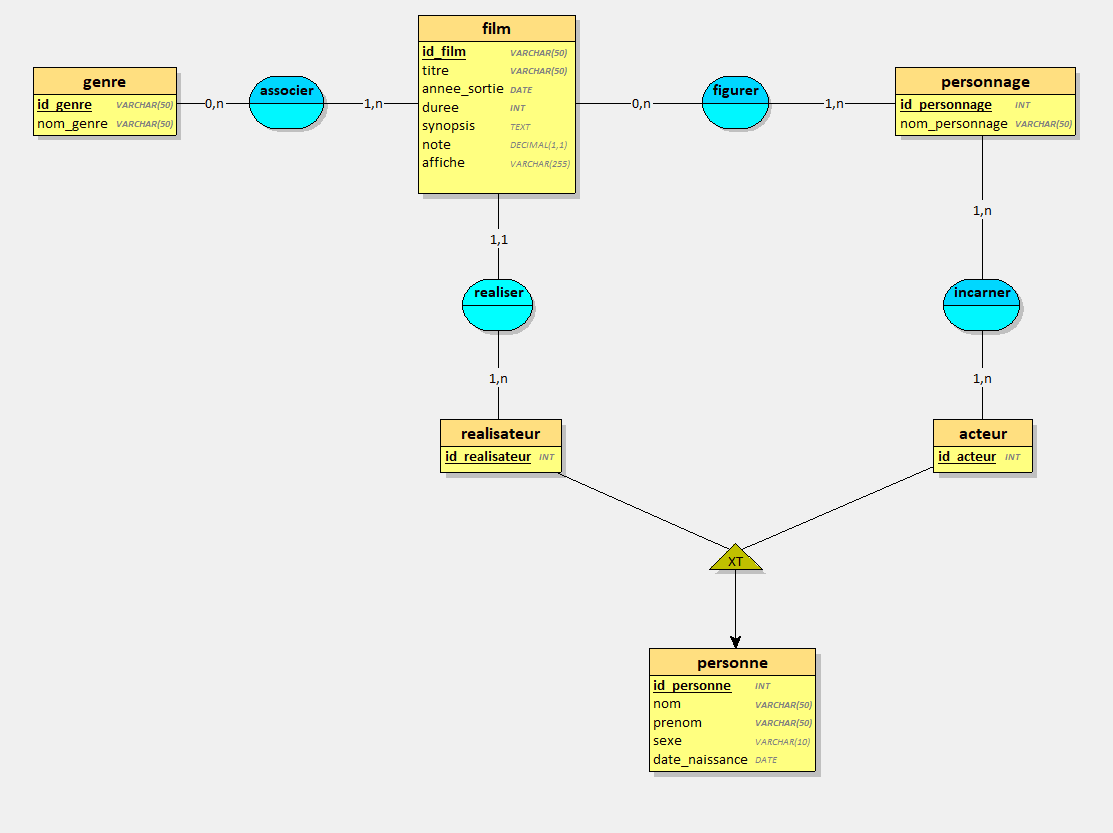 film
id_film VARCHAR(50)
titre VARCHAR(50)
annee_sortie DATE
duree INT
synopsis TEXT
note DECIMAL(1,1)
affiche VARCHAR(255)
genre
id_genre VARCHAR(50)
nom_genre VARCHAR(50)
0,n
associer
1,n
0,n
figurer
1,n
personnage
id_personnage INT
nom_personnage VARCHAR(50)
1,1
realiser
1,n
1,n
incarner
1,n
realisateur
id_realisateur INT
acteur
id_acteur INT
XT
personne
id_personne INT
nom VARCHAR(50)
prenom VARCHAR(50)
sexe VARCHAR(10)
date_naissance DATE